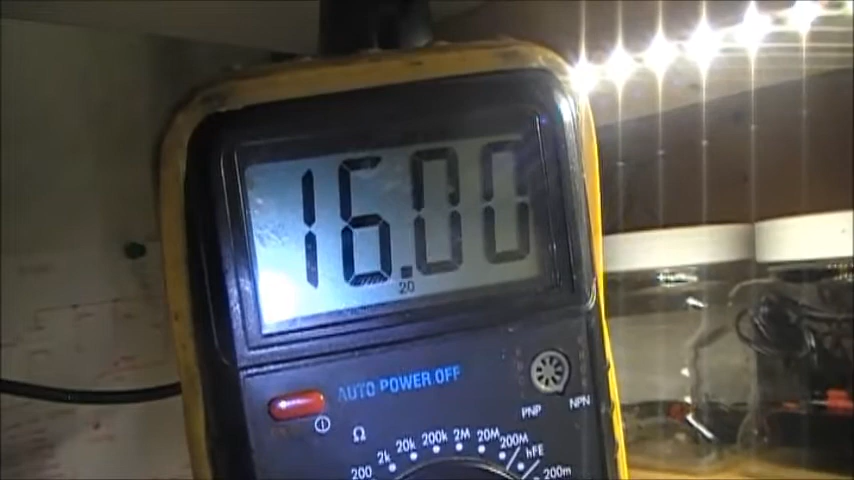 16.00
20
AUTO POWER OFF
PNP NPN
Ω
200 2k 20k 200k 2M 20M 200M hFE 200m